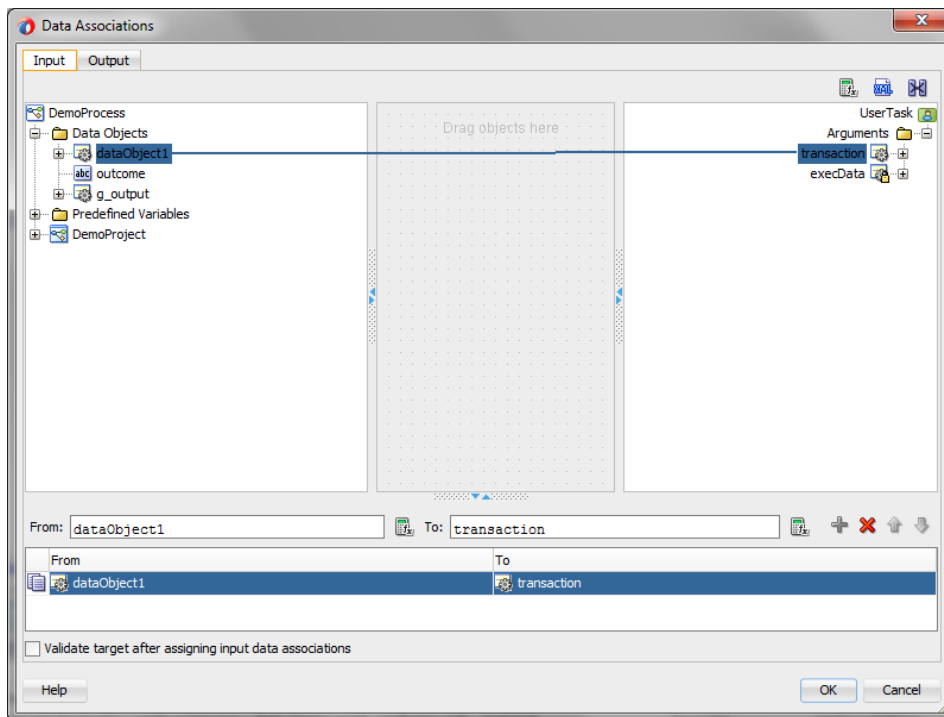 Data Associations
Input Output
DemoProcess
Data Objects
dataObject1
abc outcome
g_output
Predefined Variables
DemoProject
Drag objects here
UserTask
Arguments
transaction
execData
From: dataObject1 To: transaction
From To
dataObject1 transaction
Validate target after assigning input data associations
Help OK Cancel